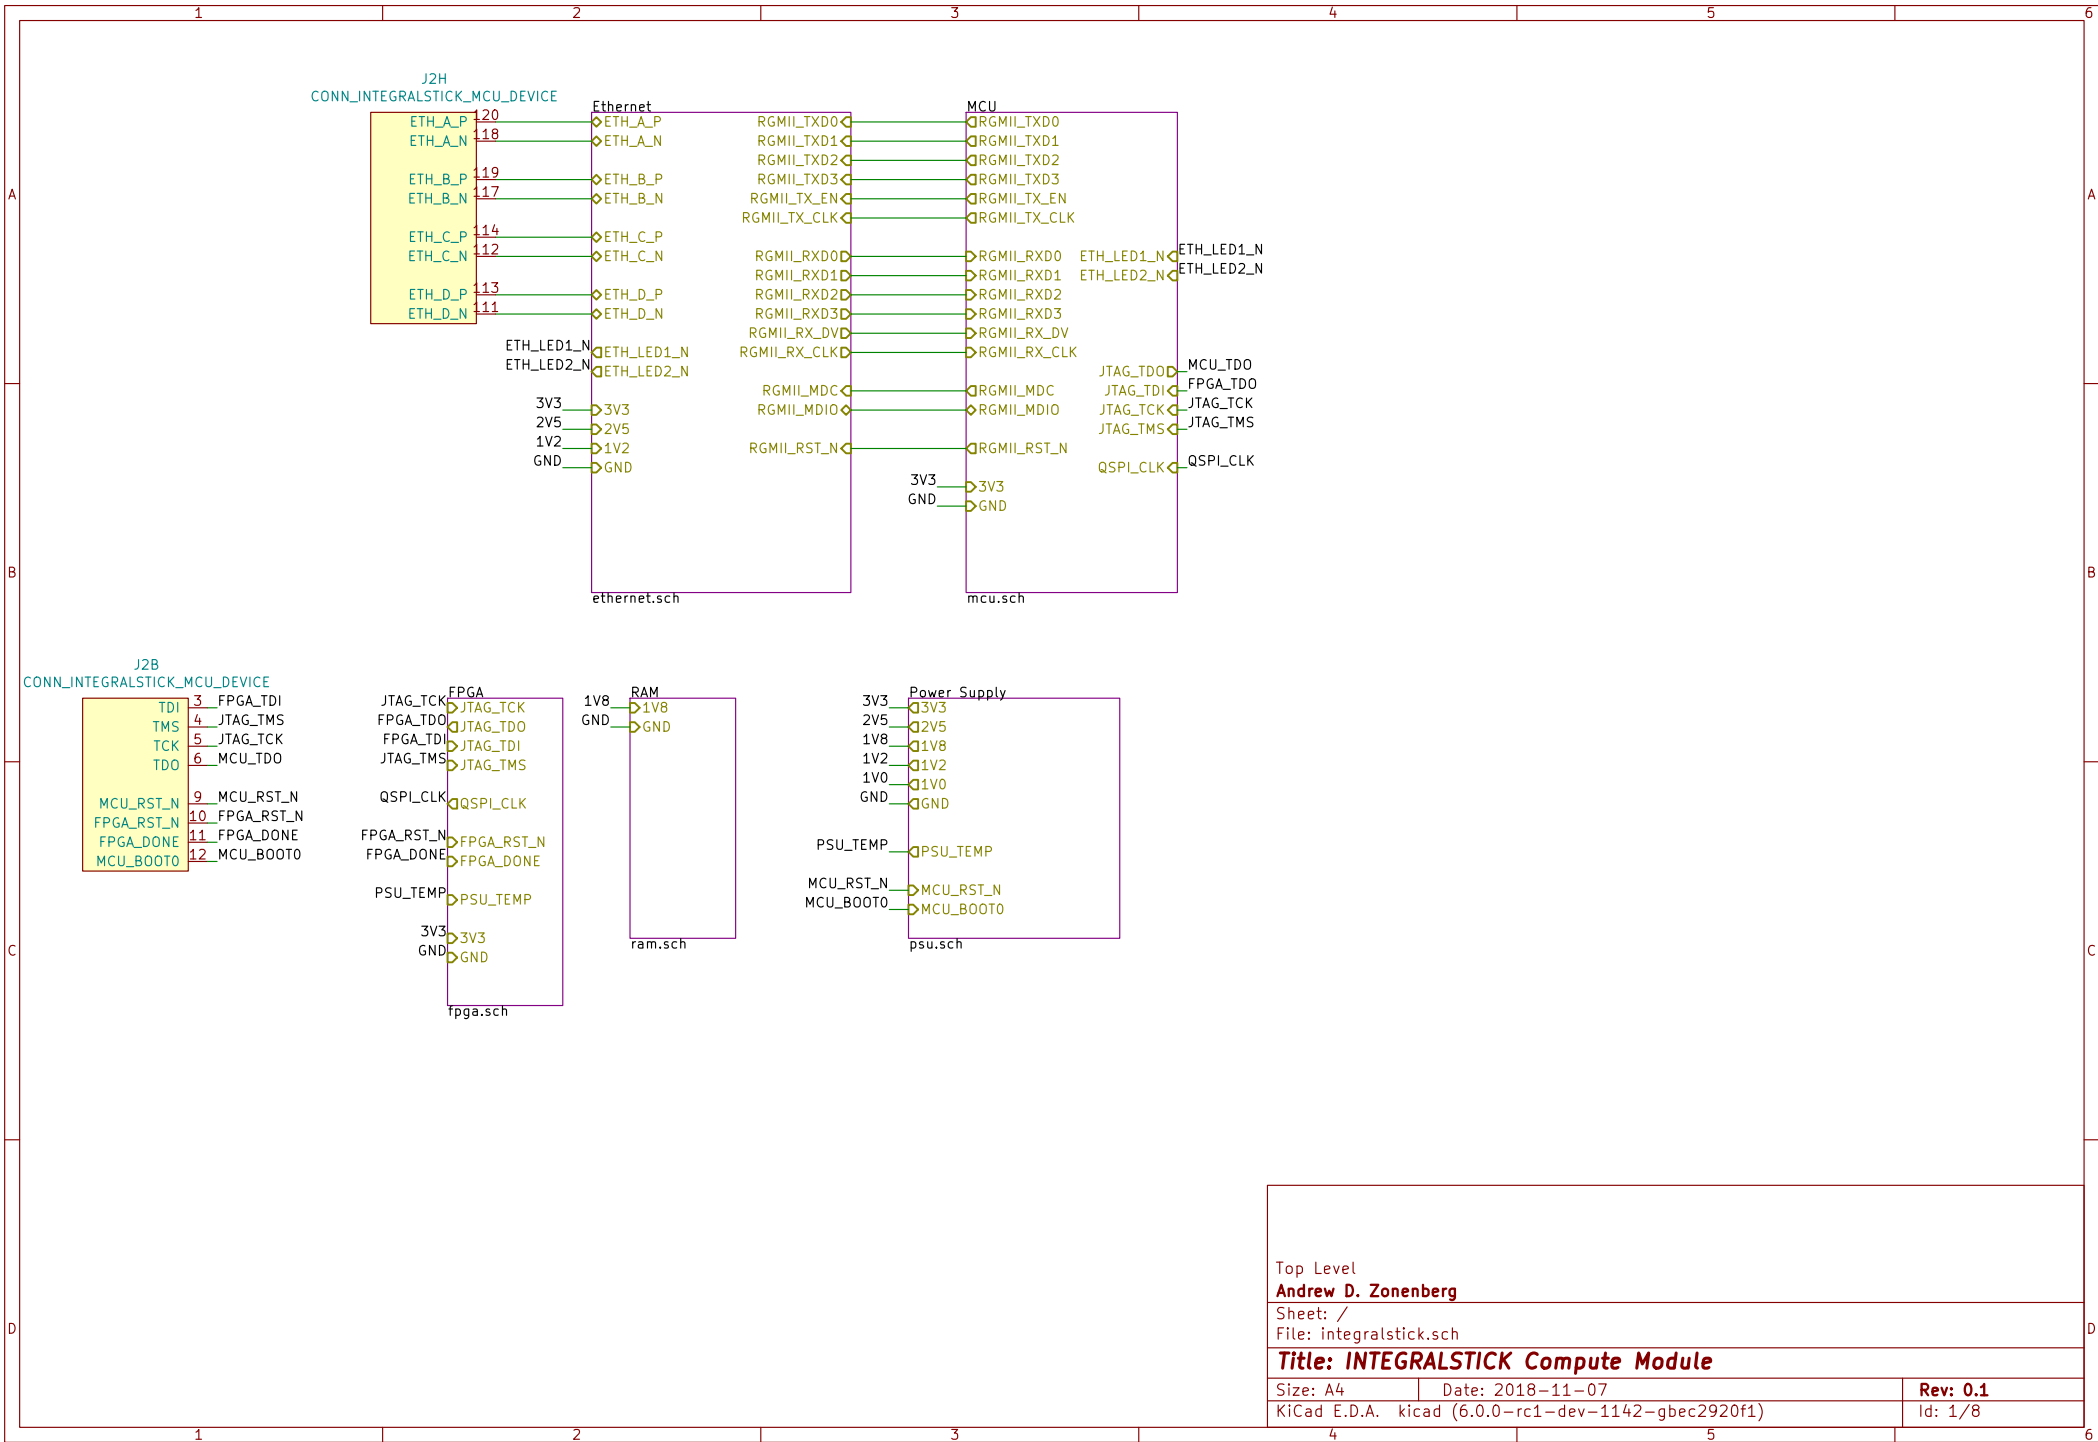 1 2 3 4 5 6
J2H
CONN_INTEGRALSTICK_MCU_DEVICE
ETH_A_P 120
ETH_A_N 118
ETH_B_P 119
ETH_B_N 117
ETH_C_P 114
ETH_C_N 112
ETH_D_P 113
ETH_D_N 111
Ethernet
ETH_A_P
ETH_A_N
ETH_B_P
ETH_B_N
ETH_C_P
ETH_C_N
ETH_D_P
ETH_D_N
ETH_LED1_N ETH_LED1_N
ETH_LED2_N ETH_LED2_N
3V3 3V3
2V5 2V5
1V2 1V2
GND GND
RGMII_TXD0
RGMII_TXD1
RGMII_TXD2
RGMII_TXD3
RGMII_TX_EN
RGMII_TX_CLK
RGMII_RXD0
RGMII_RXD1
RGMII_RXD2
RGMII_RXD3
RGMII_RX_DV
RGMII_RX_CLK
RGMII_MDC
RGMII_MDIO
RGMII_RST_N
ethernet.sch
MCU
RGMII_TXD0
RGMII_TXD1
RGMII_TXD2
RGMII_TXD3
RGMII_TX_EN
RGMII_TX_CLK
RGMII_RXD0
RGMII_RXD1
RGMII_RXD2
RGMII_RXD3
RGMII_RX_DV
RGMII_RX_CLK
RGMII_MDC
RGMII_MDIO
RGMII_RST_N
3V3 3V3
GND GND
ETH_LED1_N ETH_LED1_N
ETH_LED2_N ETH_LED2_N
JTAG_TDO MCU_TDO
JTAG_TDI FPGA_TDO
JTAG_TCK JTAG_TCK
JTAG_TMS JTAG_TMS
QSPI_CLK QSPI_CLK
mcu.sch
A A
B B
J2B
CONN_INTEGRALSTICK_MCU_DEVICE
TDI 3 FPGA_TDI
TMS 4 JTAG_TMS
TCK 5 JTAG_TCK
TDO 6 MCU_TDO
MCU_RST_N 9 MCU_RST_N
FPGA_RST_N 10 FPGA_RST_N
FPGA_DONE 11 FPGA_DONE
MCU_BOOT0 12 MCU_BOOT0
FPGA
JTAG_TCK JTAG_TCK
FPGA_TDO JTAG_TDO
FPGA_TDI JTAG_TDI
JTAG_TMS JTAG_TMS
QSPI_CLK QSPI_CLK
FPGA_RST_N FPGA_RST_N
FPGA_DONE FPGA_DONE
PSU_TEMP PSU_TEMP
3V3 3V3
GND GND
fpga.sch
RAM
1V8 1V8
GND GND
ram.sch
Power Supply
3V3 3V3
2V5 2V5
1V8 1V8
1V2 1V2
1V0 1V0
GND GND
PSU_TEMP PSU_TEMP
MCU_RST_N MCU_RST_N
MCU_BOOT0 MCU_BOOT0
psu.sch
C C
D D
Top Level
Andrew D. Zonenberg
Sheet: /
File: integralstick.sch
Title: INTEGRALSTICK Compute Module
Size: A4 Date: 2018-11-07 Rev: 0.1
KiCad E.D.A. kicad (6.0.0-rc1-dev-1142-gbec2920f1) Id: 1/8
1 2 3 4 5 6